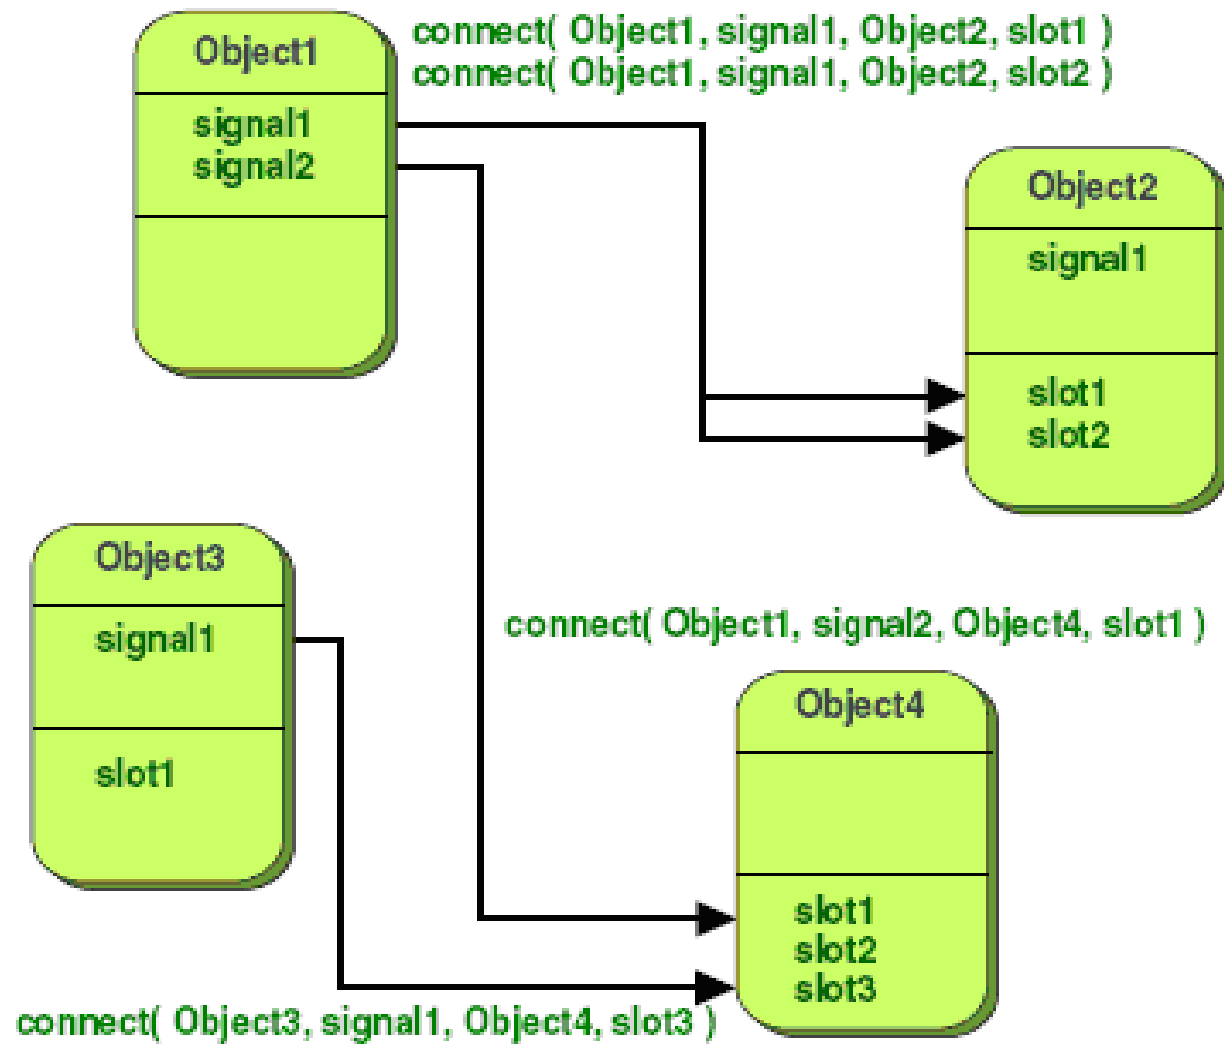 Object1
signal1
signal2
connect( Object1, signal1, Object2, slot1 )
connect( Object1, signal1, Object2, slot2 )
Object2
signal1
slot1
slot2
Object3
signal1
slot1
connect( Object1, signal2, Object4, slot1 )
Object4
slot1
slot2
slot3
connect( Object3, signal1, Object4, slot3 )